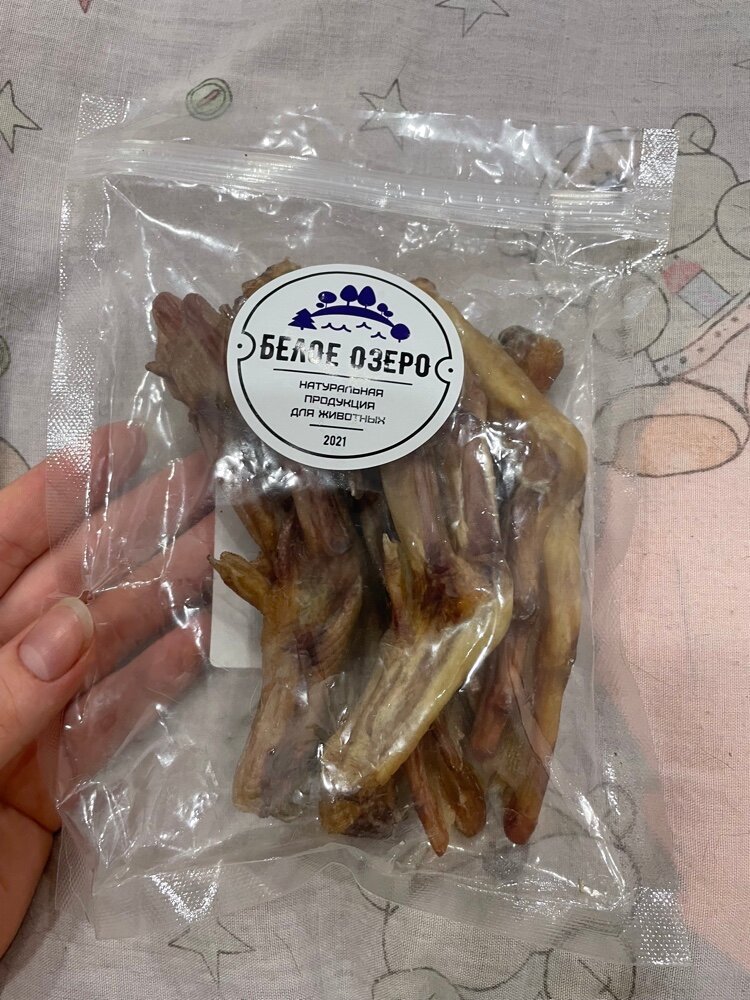 БЕЛОЕ ОЗЕРО
НАТУРАЛЬНАЯ
ПРОДУКЦИЯ
ДЛЯ ЖИВОТНЫХ
2021